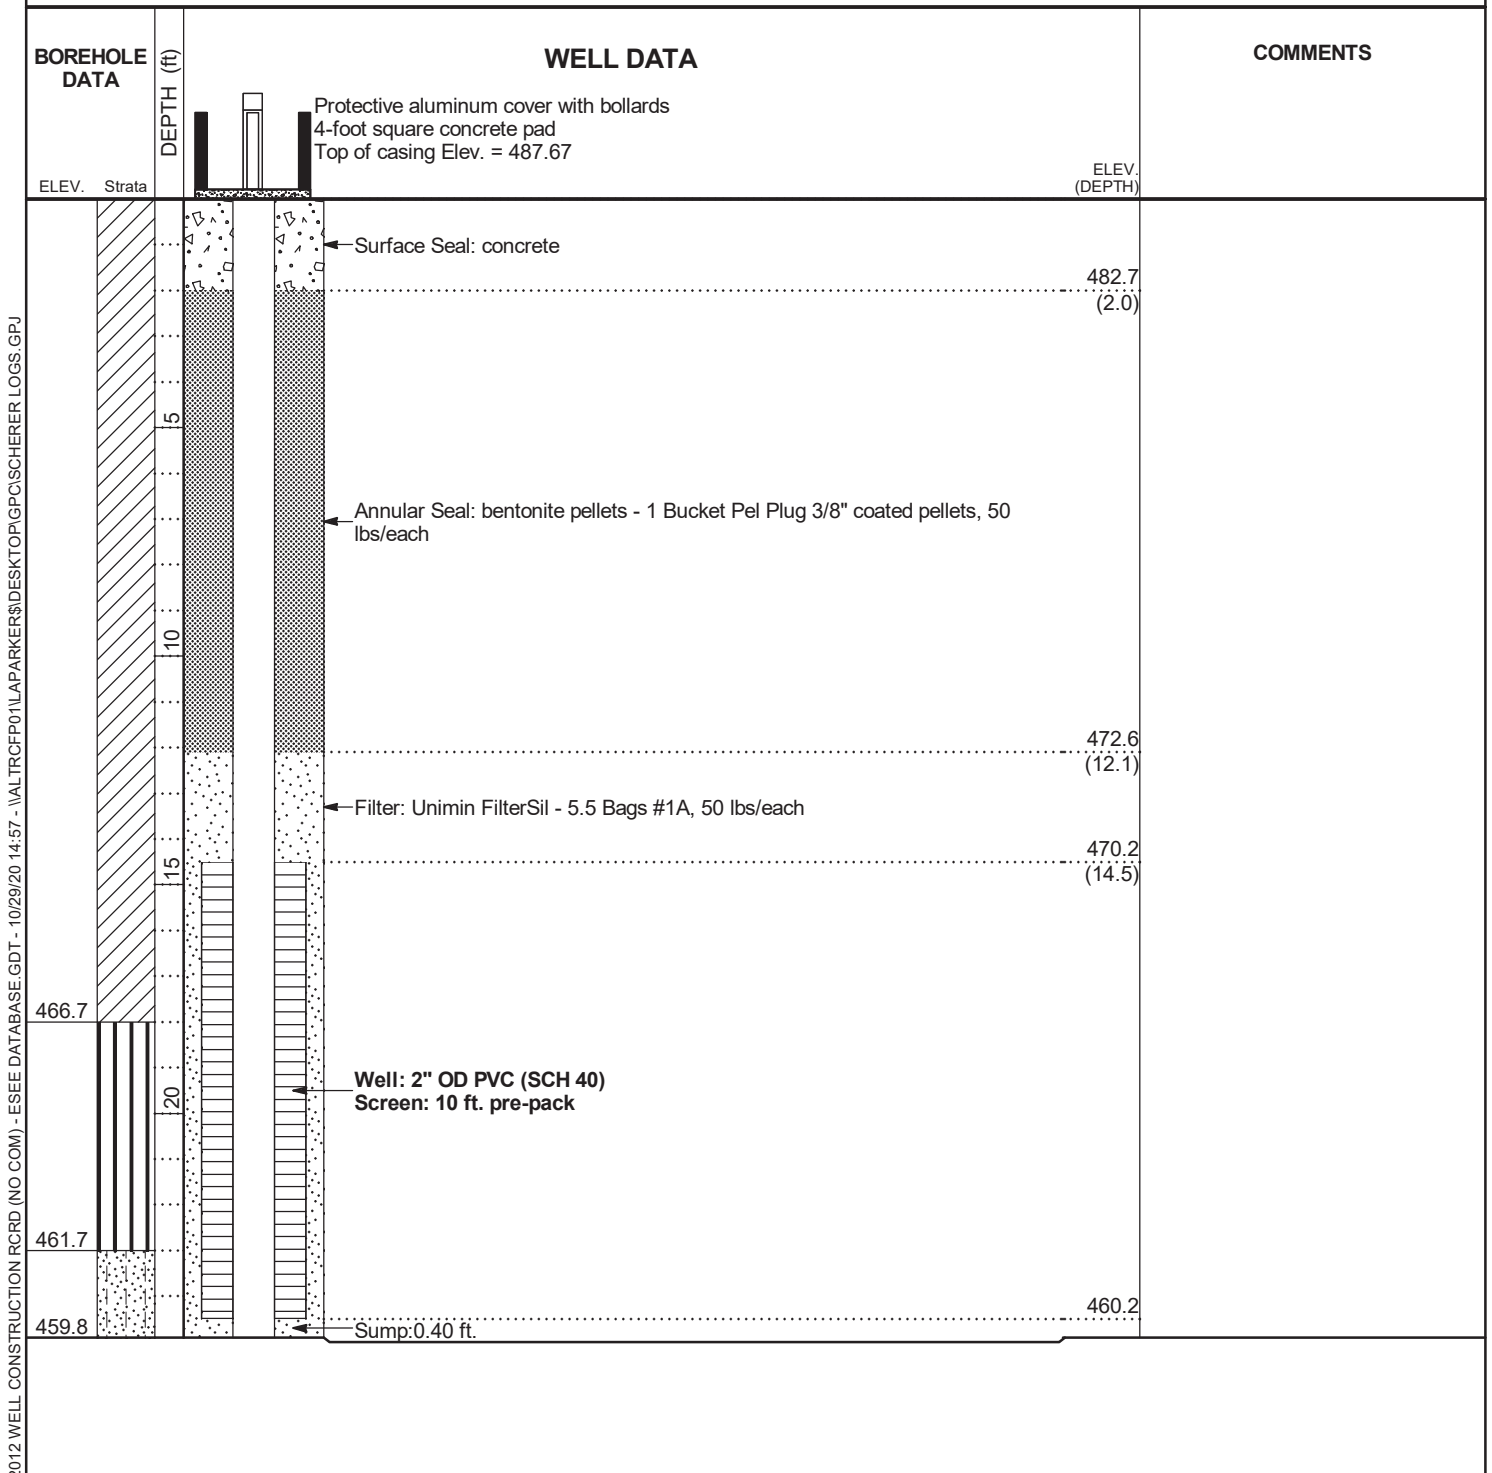 BOREHOLE
DATA
DEPTH (ft)
WELL DATA
COMMENTS
Protective aluminum cover with bollards
4-foot square concrete pad
Top of casing Elev. = 487.67
ELEV.
(DEPTH)
ELEV. Strata
Surface Seal: concrete
482.7
(2.0)
5
Annular Seal: bentonite pellets - 1 Bucket Pel Plug 3/8" coated pellets, 50
lbs/each
10
472.6
(12.1)
Filter: Unimin FilterSil - 5.5 Bags #1A, 50 lbs/each
470.2
(14.5)
15
466.7
Well: 2" OD PVC (SCH 40)
Screen: 10 ft. pre-pack
20
461.7
460.2
459.8
Sump:0.40 ft.
2012 WELL CONSTRUCTION RCRD (NO COM) - ESEE DATABASE.GDT - 10/29/20 14:57 - \\ALTRCFP01\LAPARKERS\DESKTOP\GPC\SCHERER LOGS.GPJ